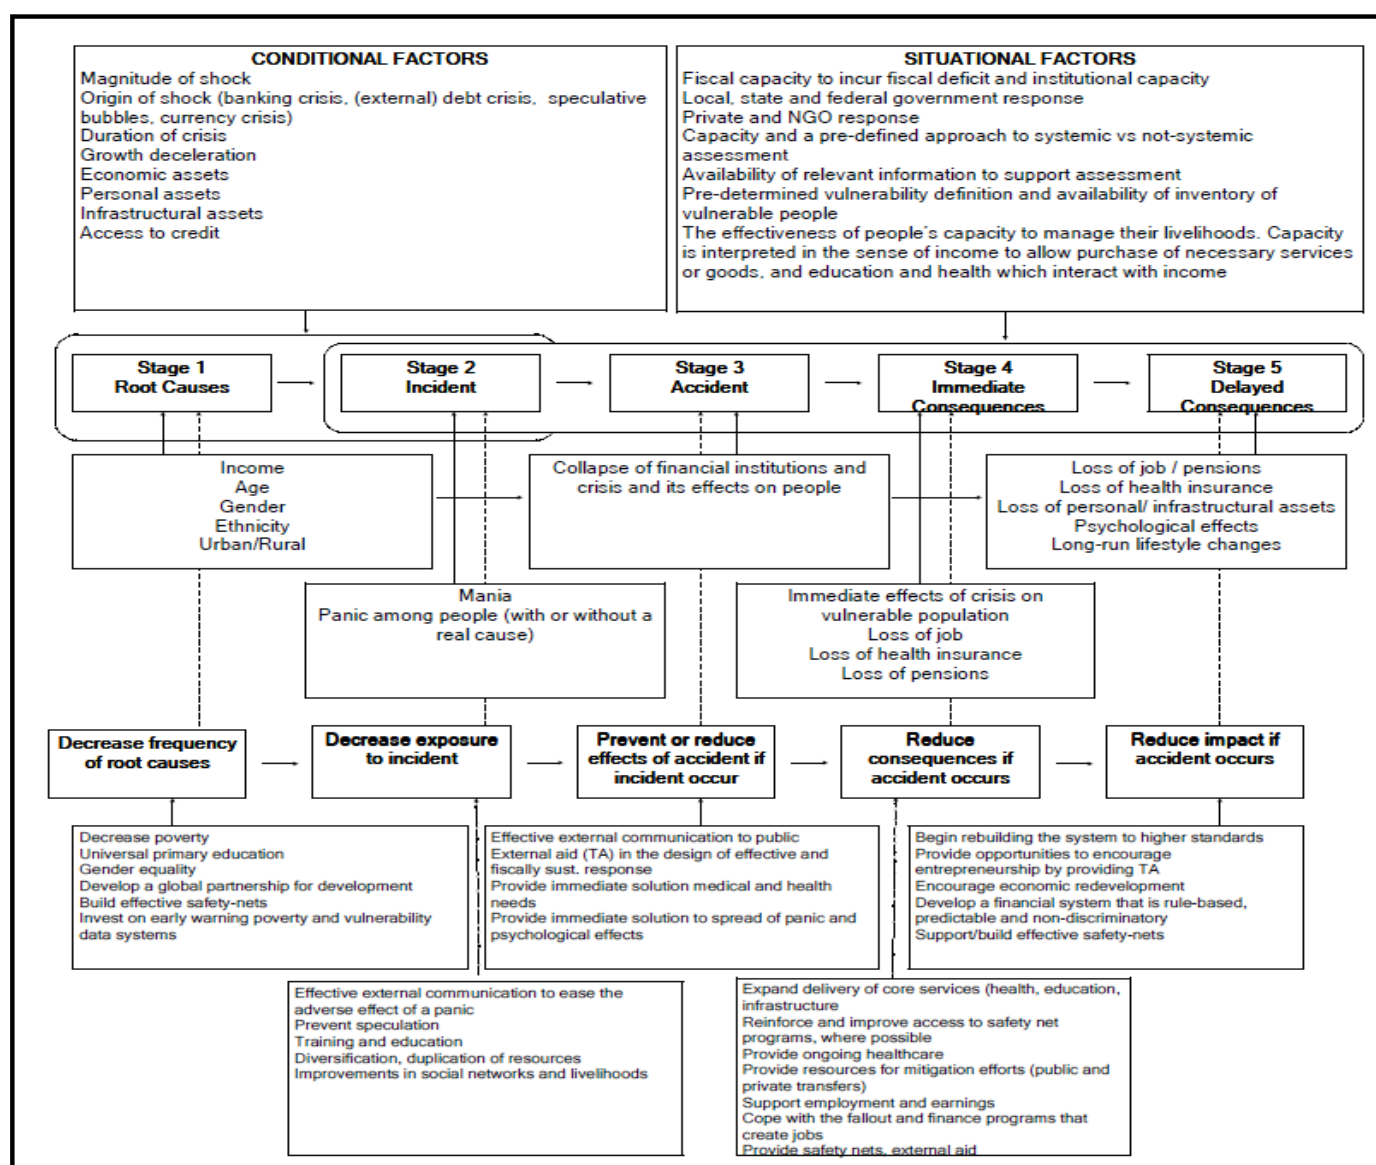 CONDITIONAL FACTORS
Magnitude of shock
Origin of shock (banking crisis, (external) debt crisis, speculative
bubbles, currency crisis)
Duration of crisis
Growth deceleration
Economic assets
Personal assets
Infrastructural assets
Access to credit
SITUATIONAL FACTORS
Fiscal capacity to incur fiscal deficit and institutional capacity
Local, state and federal government response
Private and NGO response
Capacity and a pre-defined approach to systemic vs not-systemic
assessment
Availability of relevant information to support assessment
Pre-determined vulnerability definition and availability of inventory of
vulnerable people
The effectiveness of people's capacity to manage their livelihoods. Capacity
is interpreted in the sense of income to allow purchase of necessary services
or goods, and education and health which interact with income
Stage 1
Root Causes
Stage 2
Incident
Stage 3
Accident
Stage 4
Immediate
Consequences
Stage 5
Delayed
Consequences
Income
Age
Gender
Ethnicity
Urban/Rural
Collapse of financial institutions and
crisis and its effects on people
Loss of job / pensions
Loss of health insurance
Loss of personal/ infrastructural assets
Psychological effects
Long-run lifestyle changes
Mania
Panic among people (with or without a
real cause)
Immediate effects of crisis on
vulnerable population
Loss of job
Loss of health insurance
Loss of pensions
Decrease frequency
of root causes
Decrease exposure
to incident
Prevent or reduce
effects of accident if
incident occur
Reduce
consequences if
accident occurs
Reduce impact if
accident occurs
Decrease poverty
Universal primary education
Gender equality
Develop a global partnership for development
Build effective safety-nets
Invest on early warning poverty and vulnerability
data systems
Effective external communication to public
External aid (TA) in the design of effective and
fiscally sust. response
Provide immediate solution medical and health
needs
Provide immediate solution to spread of panic and
psychological effects
Begin rebuilding the system to higher standards
Provide opportunities to encourage
entrepreneurship by providing TA
Encourage economic redevelopment
Develop a financial system that is rule-based,
predictable and non-discriminatory
Support/build effective safety-nets
Effective external communication to ease the
adverse effect of a panic
Prevent speculation
Training and education
Diversification, duplication of resources
Improvements in social networks and livelihoods
Expand delivery of core services (health, education,
infrastructure
Reinforce and improve access to safety net
programs, where possible
Provide ongoing healthcare
Provide resources for mitigation efforts (public and
private transfers)
Support employment and earnings
Cope with the fallout and finance programs that
create jobs
Provide safety nets, external aid